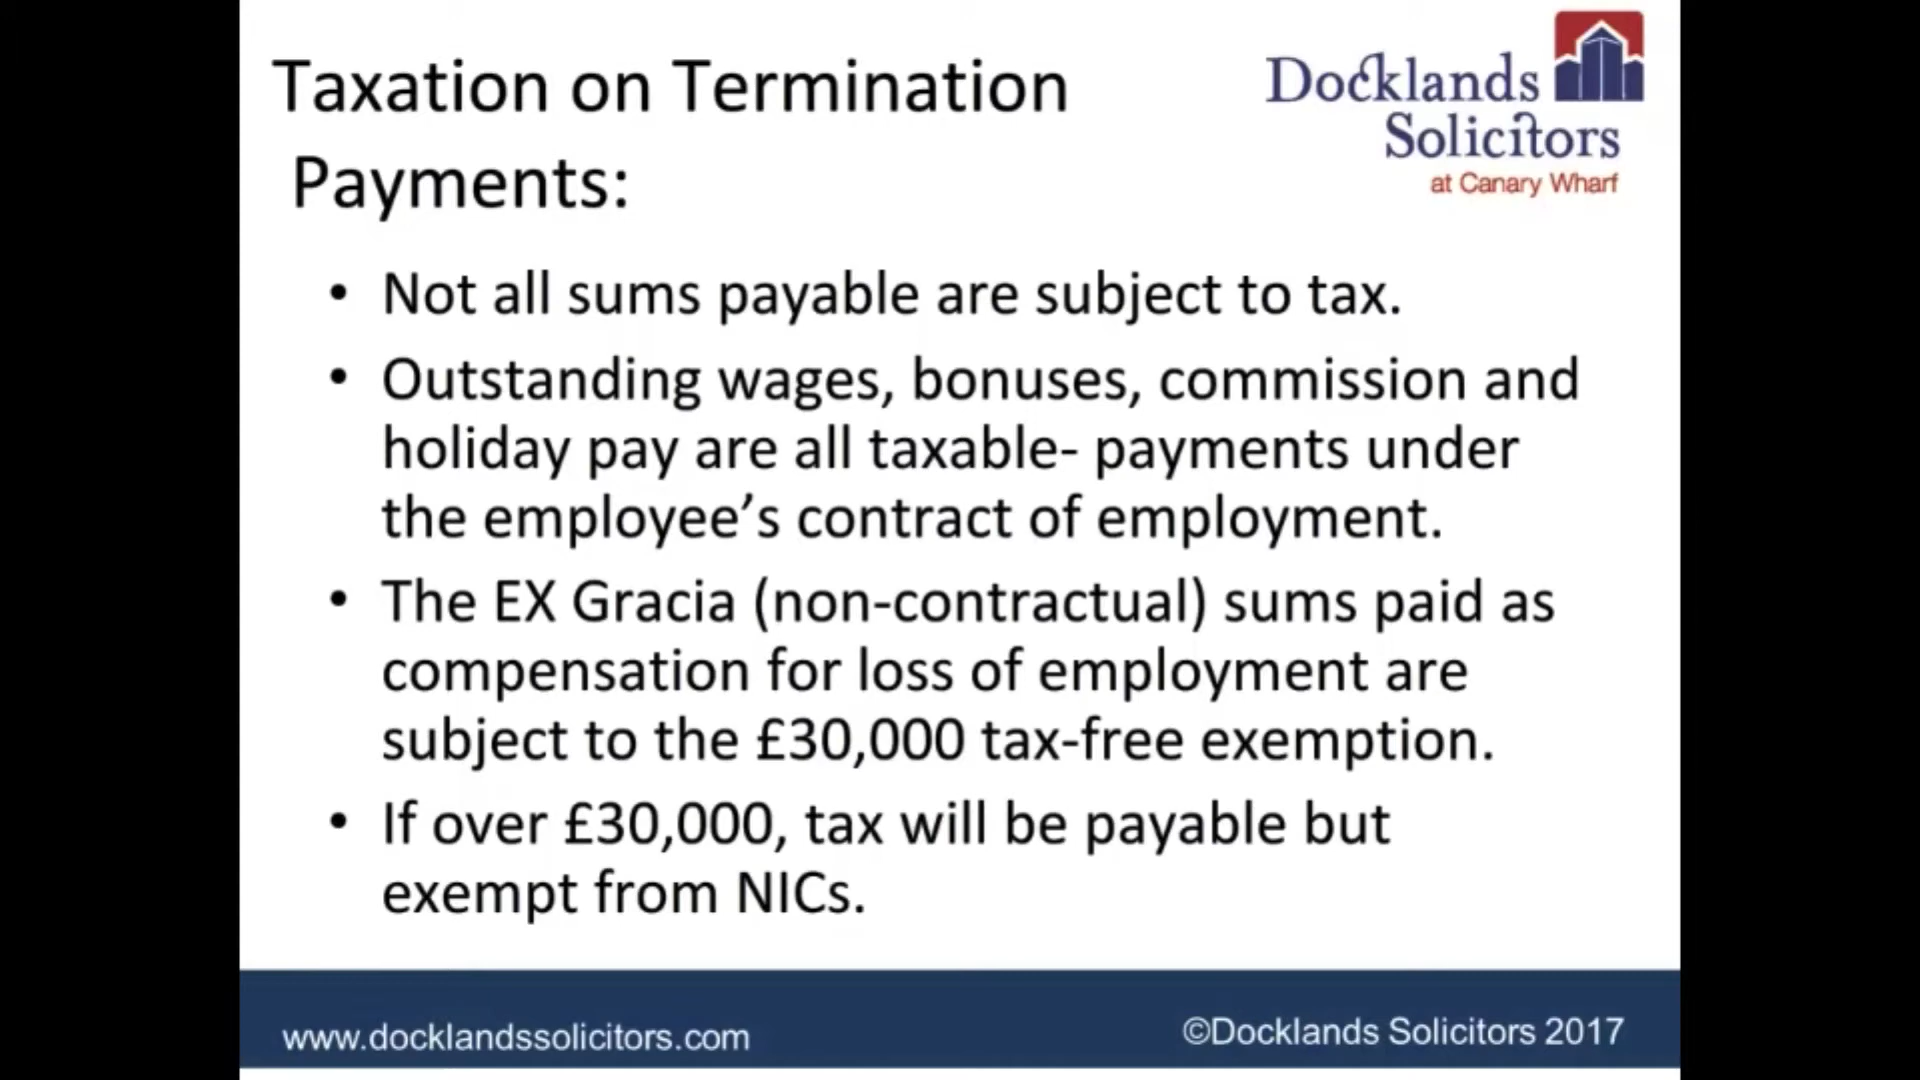 Taxation on Termination
Payments:
Docklands
Solicitors
at Canary Wharf
• Not all sums payable are subject to tax.
• Outstanding wages, bonuses, commission and
holiday pay are all taxable- payments under
the employee’s contract of employment.
• The EX Gracia (non-contractual) sums paid as
compensation for loss of employment are
subject to the £30,000 tax-free exemption.
• If over £30,000, tax will be payable but
exempt from NICs.
www.docklandssolicitors.com
©Docklands Solicitors 2017